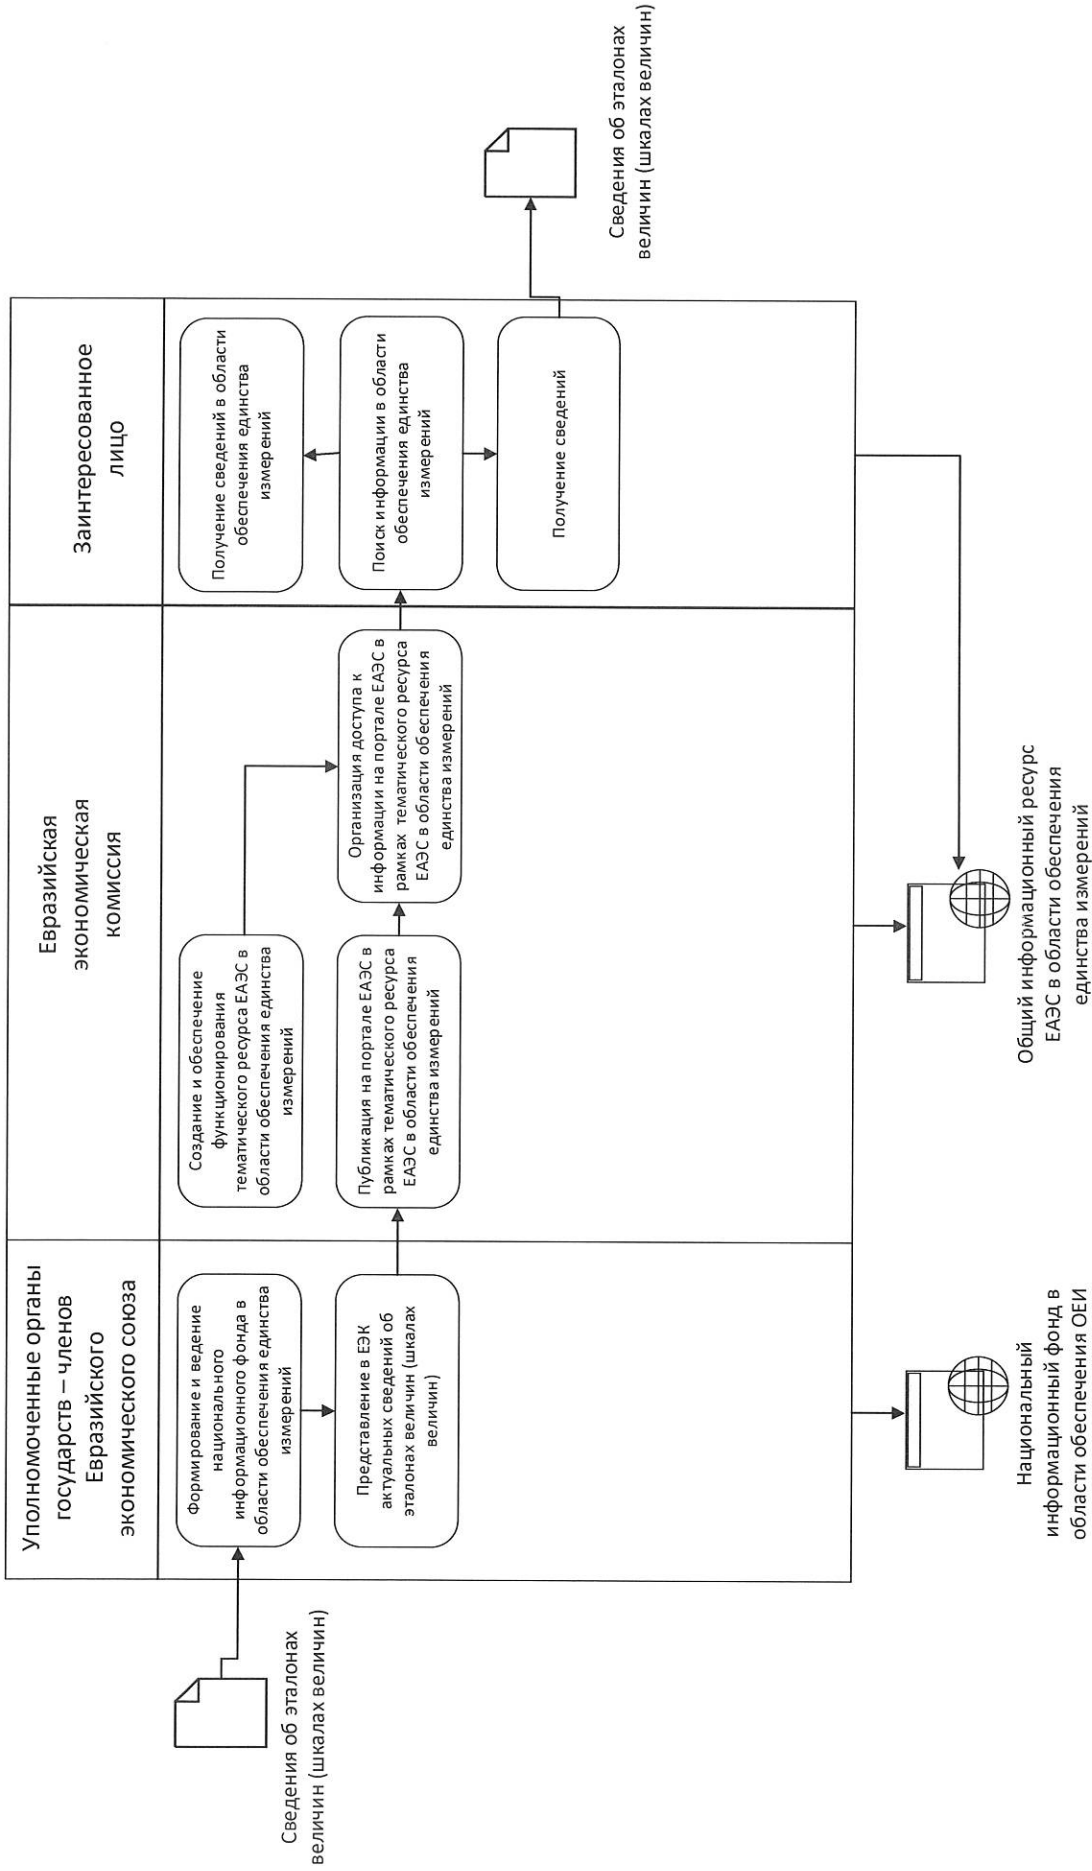 Уполномоченные органы
государств – членов
Евразийского
экономического союза
Евразийская
экономическая
комиссия
Заинтересованное
лицо
Сведения об эталонах
величин (шкалах величин)
Формирование и ведение
национального
информационного фонда в
области обеспечения единства
измерений
Представление в ЕЭК
актуальных сведений об
эталонах величин (шкалах
величин)
Создание и обеспечение
функционирования
тематического ресурса ЕАЭС в
области обеспечения единства
измерений
Публикация на портале ЕАЭС в
рамках тематического ресурса
ЕАЭС в области обеспечения
единства измерений
Организация доступа к
информации на портале ЕАЭС в
рамках тематического ресурса
ЕАЭС в области обеспечения
единства измерений
Получение сведений в области
обеспечения единства
измерений
Поиск информации в области
обеспечения единства
измерений
Получение сведений
Сведения об эталонах
величин (шкалах величин)
Национальный
информационный фонд в
области обеспечения ОЕИ
Общий информационный ресурс
ЕАЭС в области обеспечения
единства измерений